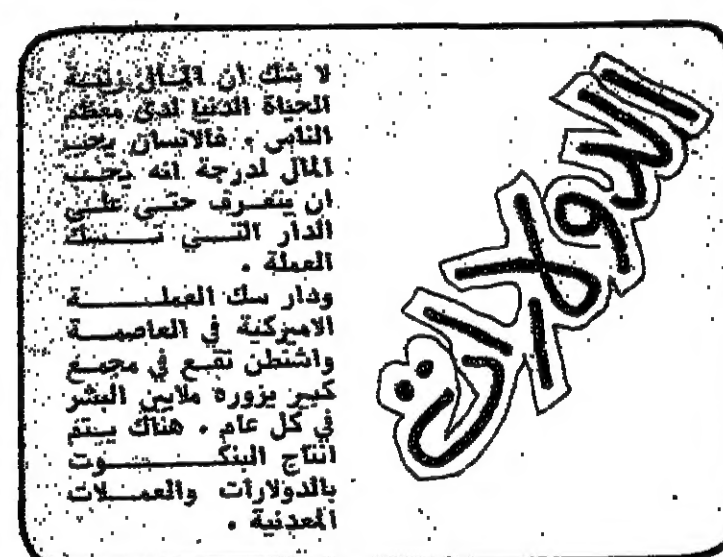 الدولارات
لا شك أن المال زينة
الحياة الدنيا لدى معظم
الناس ، فالانسان يحب
المال لدرجة انه يحب
ان يتعرف حتى على
الدار التي تسك
العملة .
ودار سك العملة
الاميركية في العاصمة
واشنطن تقع في مجمع
كبير يزوره ملايين البشر
في كل عام . هناك يتم
انتاج البنكنوت
بالدولارات والعملات
المعدنية .